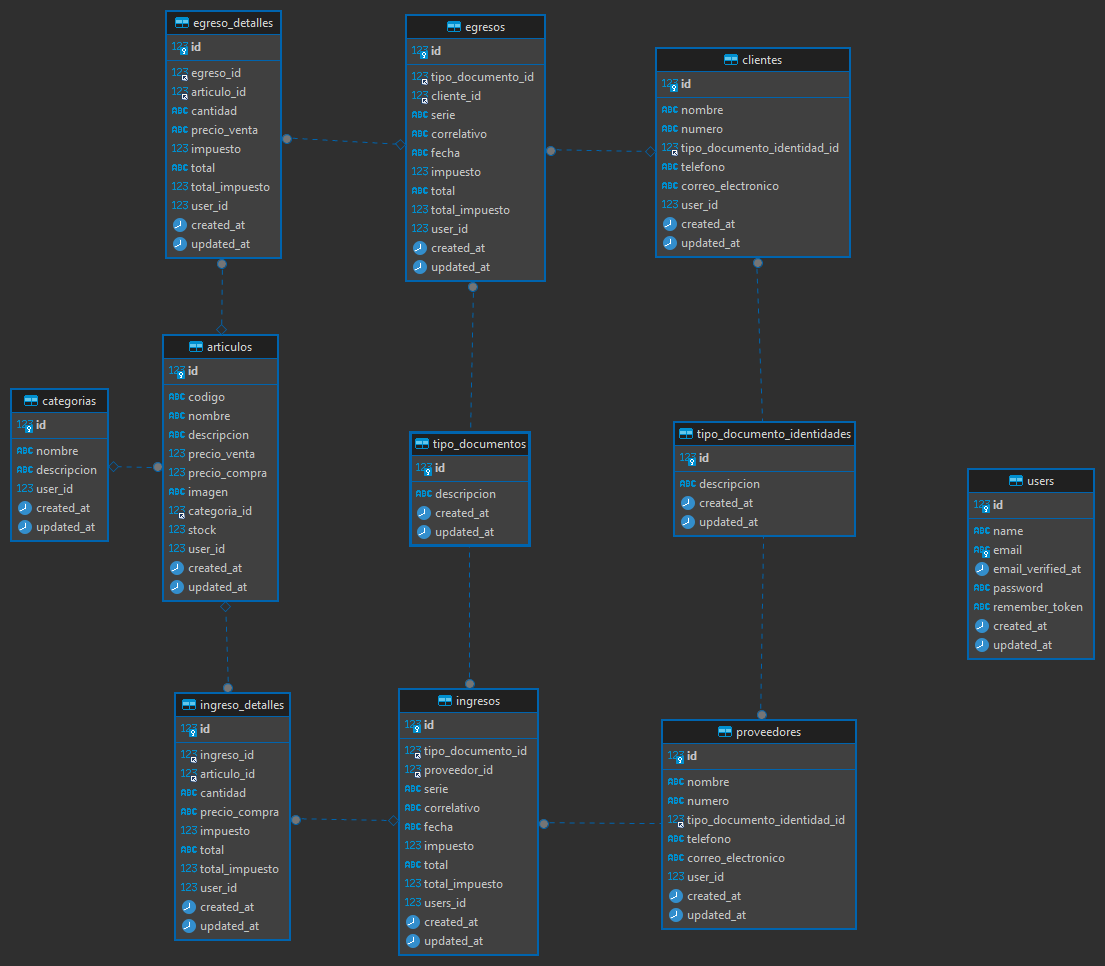 egreso_detalles
123 id
123 egreso_id
123 articulo_id
ABC cantidad
ABC precio_venta
123 impuesto
ABC total
123 total_impuesto
123 user_id
created_at
updated_at
egresos
123 id
123 tipo_documento_id
123 cliente_id
ABC serie
ABC correlativo
ABC fecha
123 impuesto
ABC total
123 total_impuesto
123 user_id
created_at
updated_at
clientes
123 id
ABC nombre
ABC numero
123 tipo_documento_identidad_id
ABC telefono
ABC correo_electronico
123 user_id
created_at
updated_at
categorias
123 id
ABC nombre
ABC descripcion
123 user_id
created_at
updated_at
articulos
123 id
ABC codigo
ABC nombre
ABC descripcion
123 precio_venta
123 precio_compra
ABC imagen
123 categoria_id
123 stock
123 user_id
created_at
updated_at
tipo_documentos
123 id
ABC descripcion
created_at
updated_at
tipo_documento_identidades
123 id
ABC descripcion
created_at
updated_at
users
123 id
ABC name
ABC email
email_verified_at
ABC password
ABC remember_token
created_at
updated_at
ingreso_detalles
123 id
123 ingreso_id
123 articulo_id
ABC cantidad
ABC precio_compra
123 impuesto
ABC total
123 total_impuesto
123 user_id
created_at
updated_at
ingresos
123 id
123 tipo_documento_id
123 proveedor_id
ABC serie
ABC correlativo
ABC fecha
123 impuesto
ABC total
123 total_impuesto
123 users_id
created_at
updated_at
proveedores
123 id
ABC nombre
ABC numero
123 tipo_documento_identidad_id
ABC telefono
ABC correo_electronico
123 user_id
created_at
updated_at